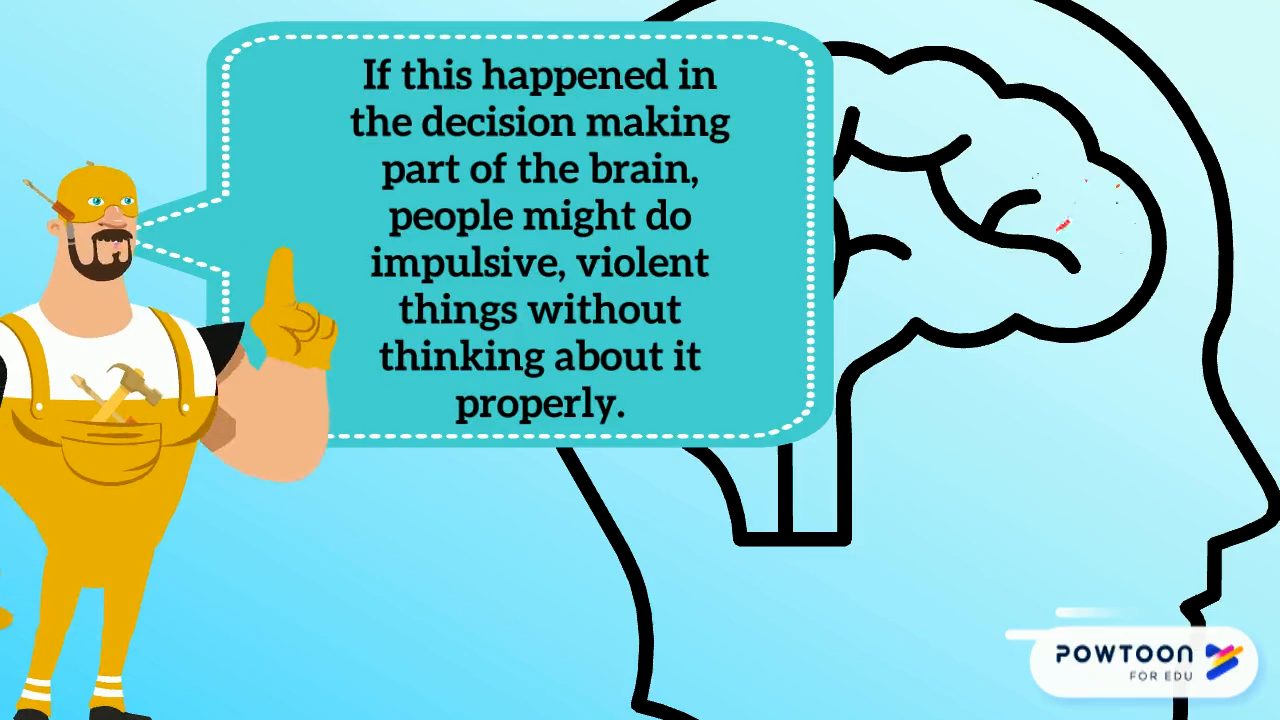 If this happened in
the decision making
part of the brain,
people might do
impulsive, violent
things without
thinking about it
properly.
POWTOON
FOR EDU